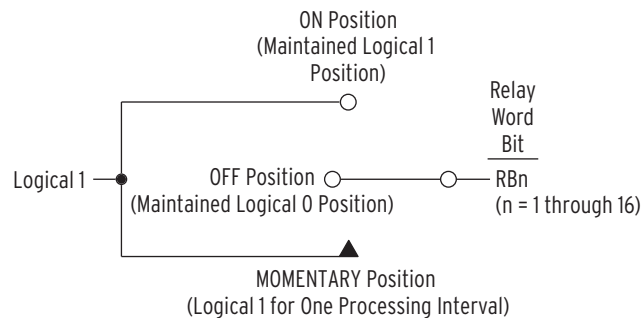 ON Position
(Maintained Logical 1
Position)
Relay
Word
Bit
Logical 1
OFF Position
(Maintained Logical 0 Position)
RBn
(n = 1 through 16)
MOMENTARY Position
(Logical 1 for One Processing Interval)